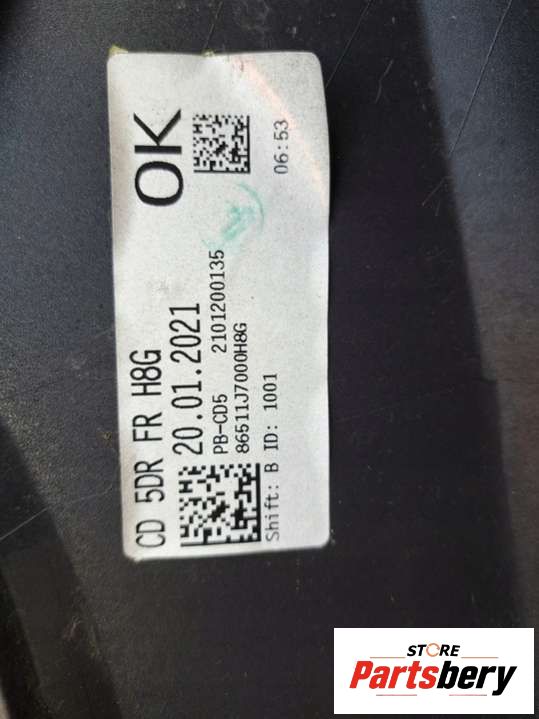 CD 5DR FR H8G
OK
20.01.2021
PB-CD5 2101200135
86511J7000H8G
Shift: B ID: 1001
06:53
STORE
Partsbery